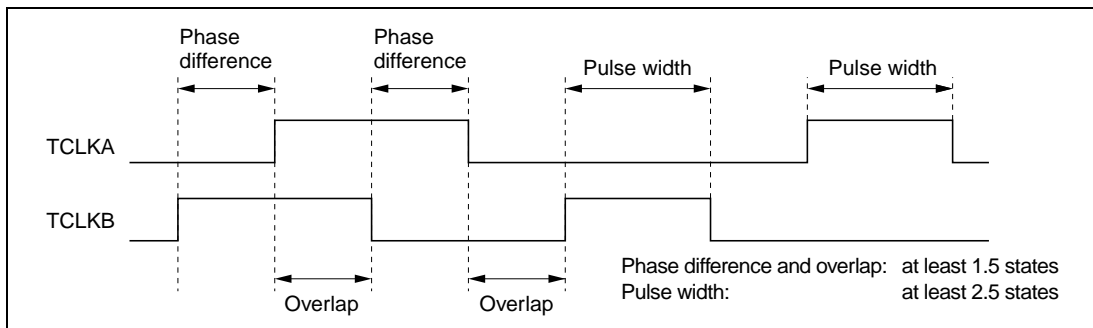 Phase
difference
Phase
difference
Pulse width
Pulse width
TCLKA
TCLKB
Overlap
Overlap
Phase difference and overlap: at least 1.5 states
Pulse width: at least 2.5 states